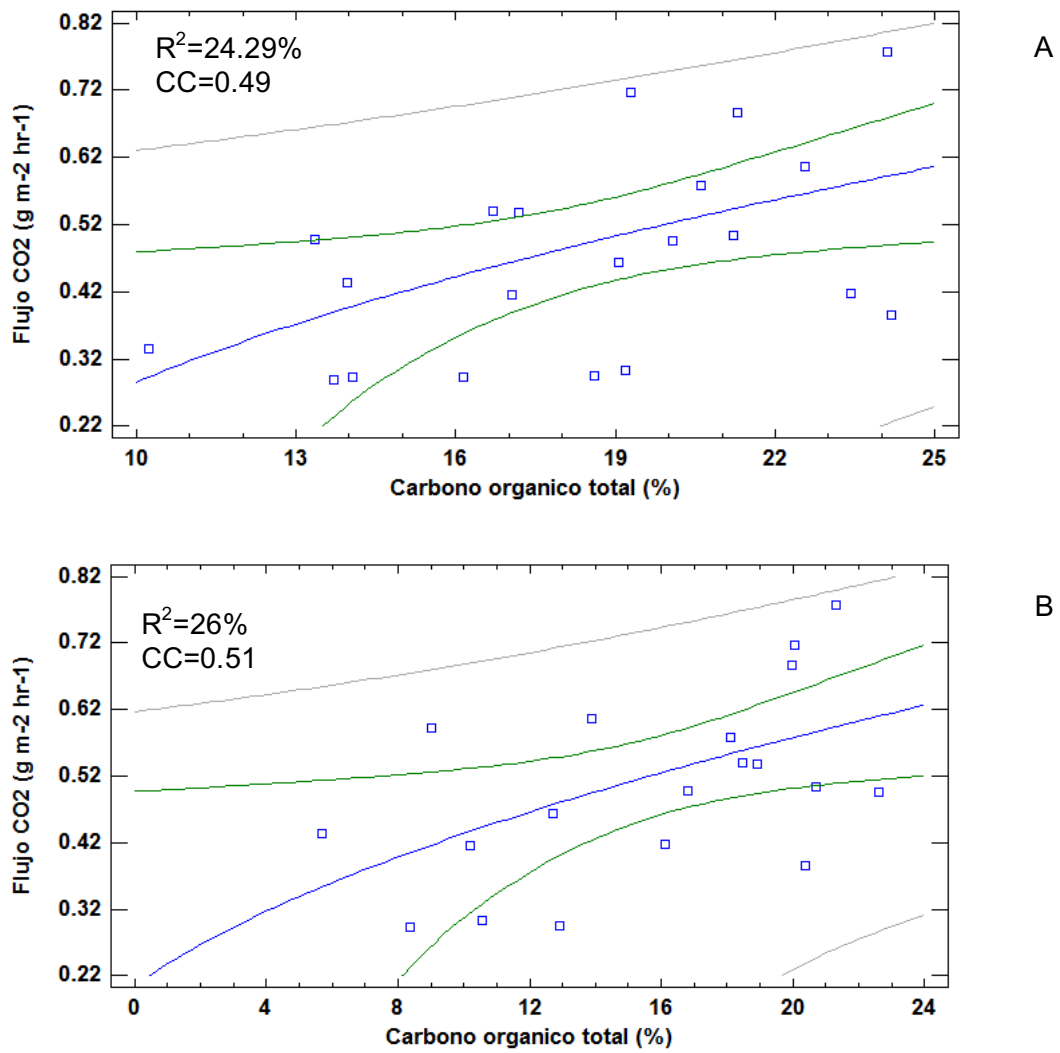 A
R²=24.29%
CC=0.49
Flujo CO2 (g m-2 hr-1)
0.82
0.72
0.62
0.52
0.42
0.32
0.22
10 13 16 19 22 25
Carbono organico total (%)
B
R²=26%
CC=0.51
Flujo CO2 (g m-2 hr-1)
0.82
0.72
0.62
0.52
0.42
0.32
0.22
0 4 8 12 16 20 24
Carbono organico total (%)